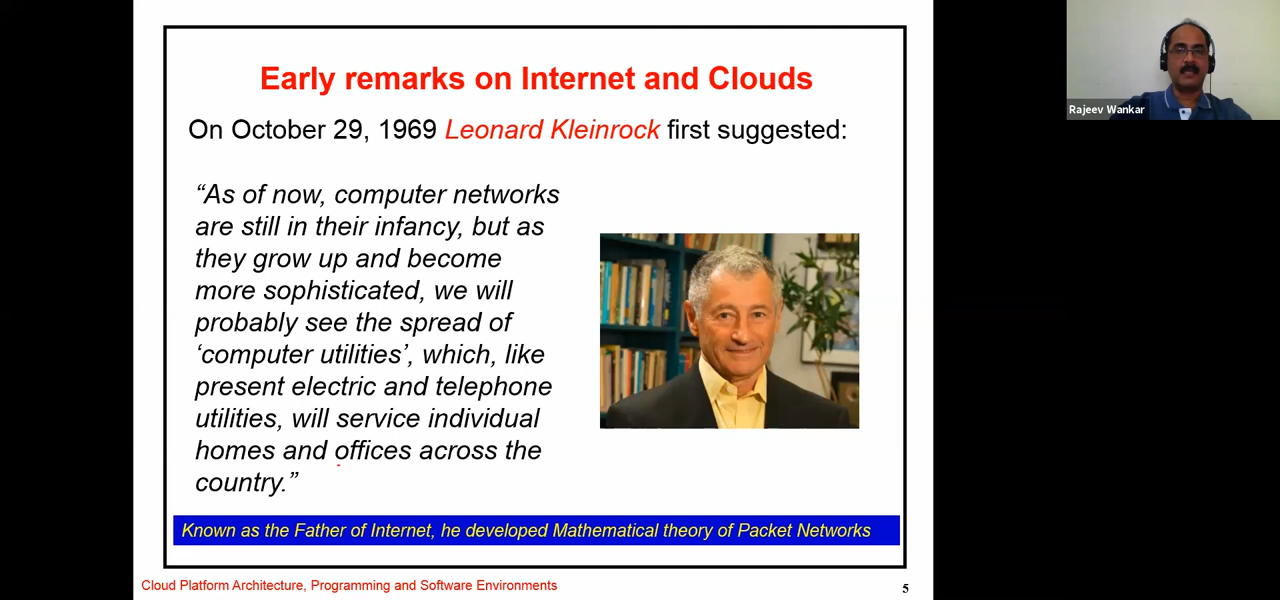 Early remarks on Internet and Clouds
On October 29, 1969 Leonard Kleinrock first suggested:
“As of now, computer networks
are still in their infancy, but as
they grow up and become
more sophisticated, we will
probably see the spread of
‘computer utilities’, which, like
present electric and telephone
utilities, will service individual
homes and offices across the
country.”
Known as the Father of Internet, he developed Mathematical theory of Packet Networks
Cloud Platform Architecture, Programming and Software Environments
5
Rajeev Wankar